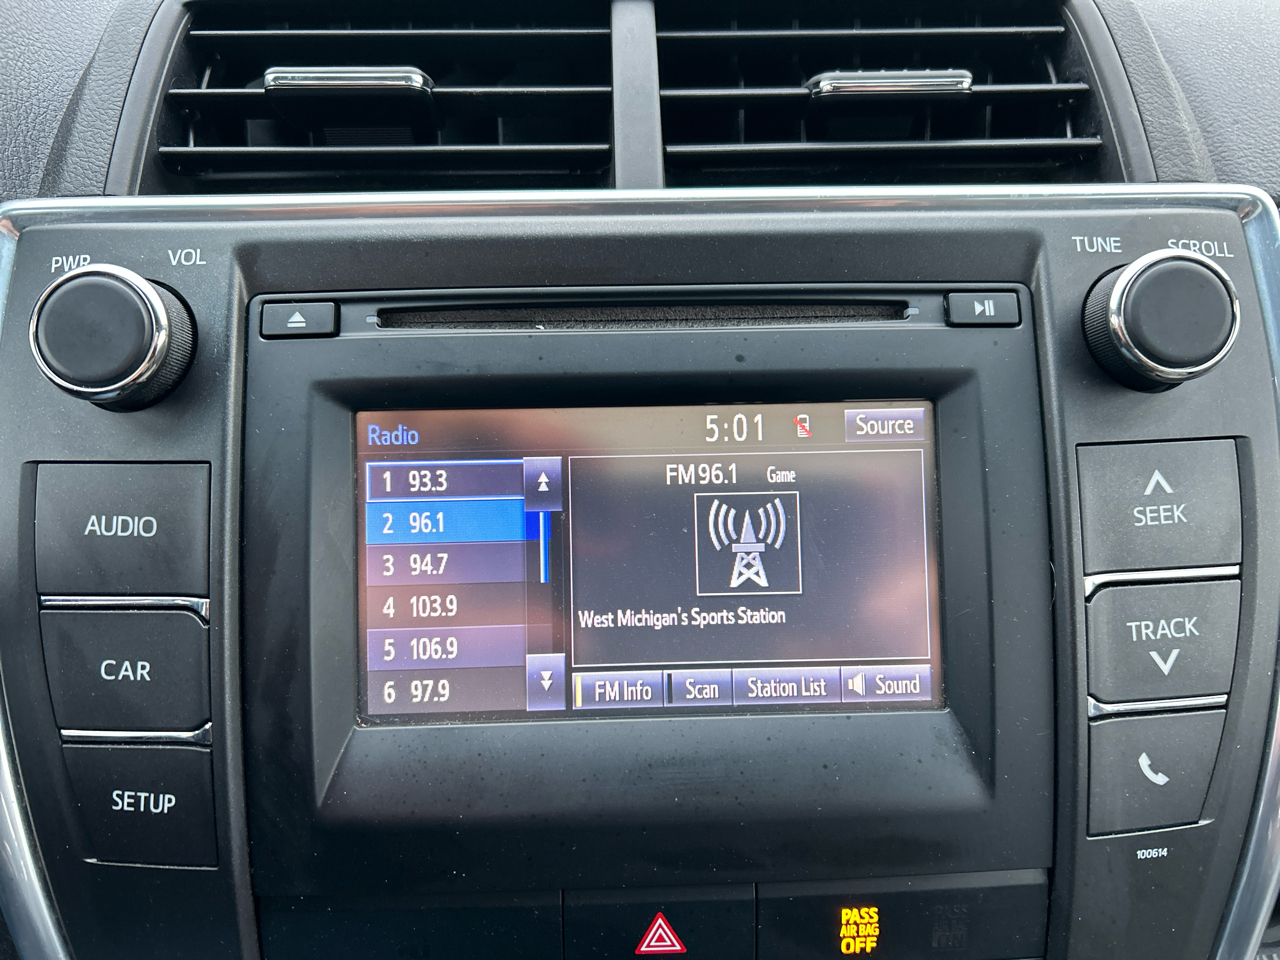 PWR VOL
TUNE SCROLL
Radio 5:01 Source
1 93.3
2 96.1
3 94.7
4 103.9
5 106.9
6 97.9
FM 96.1 Game
West Michigan's Sports Station
FM Info Scan Station List Sound
AUDIO
CAR
SETUP
SEEK
TRACK
100614
PASS
AIR BAG
OFF